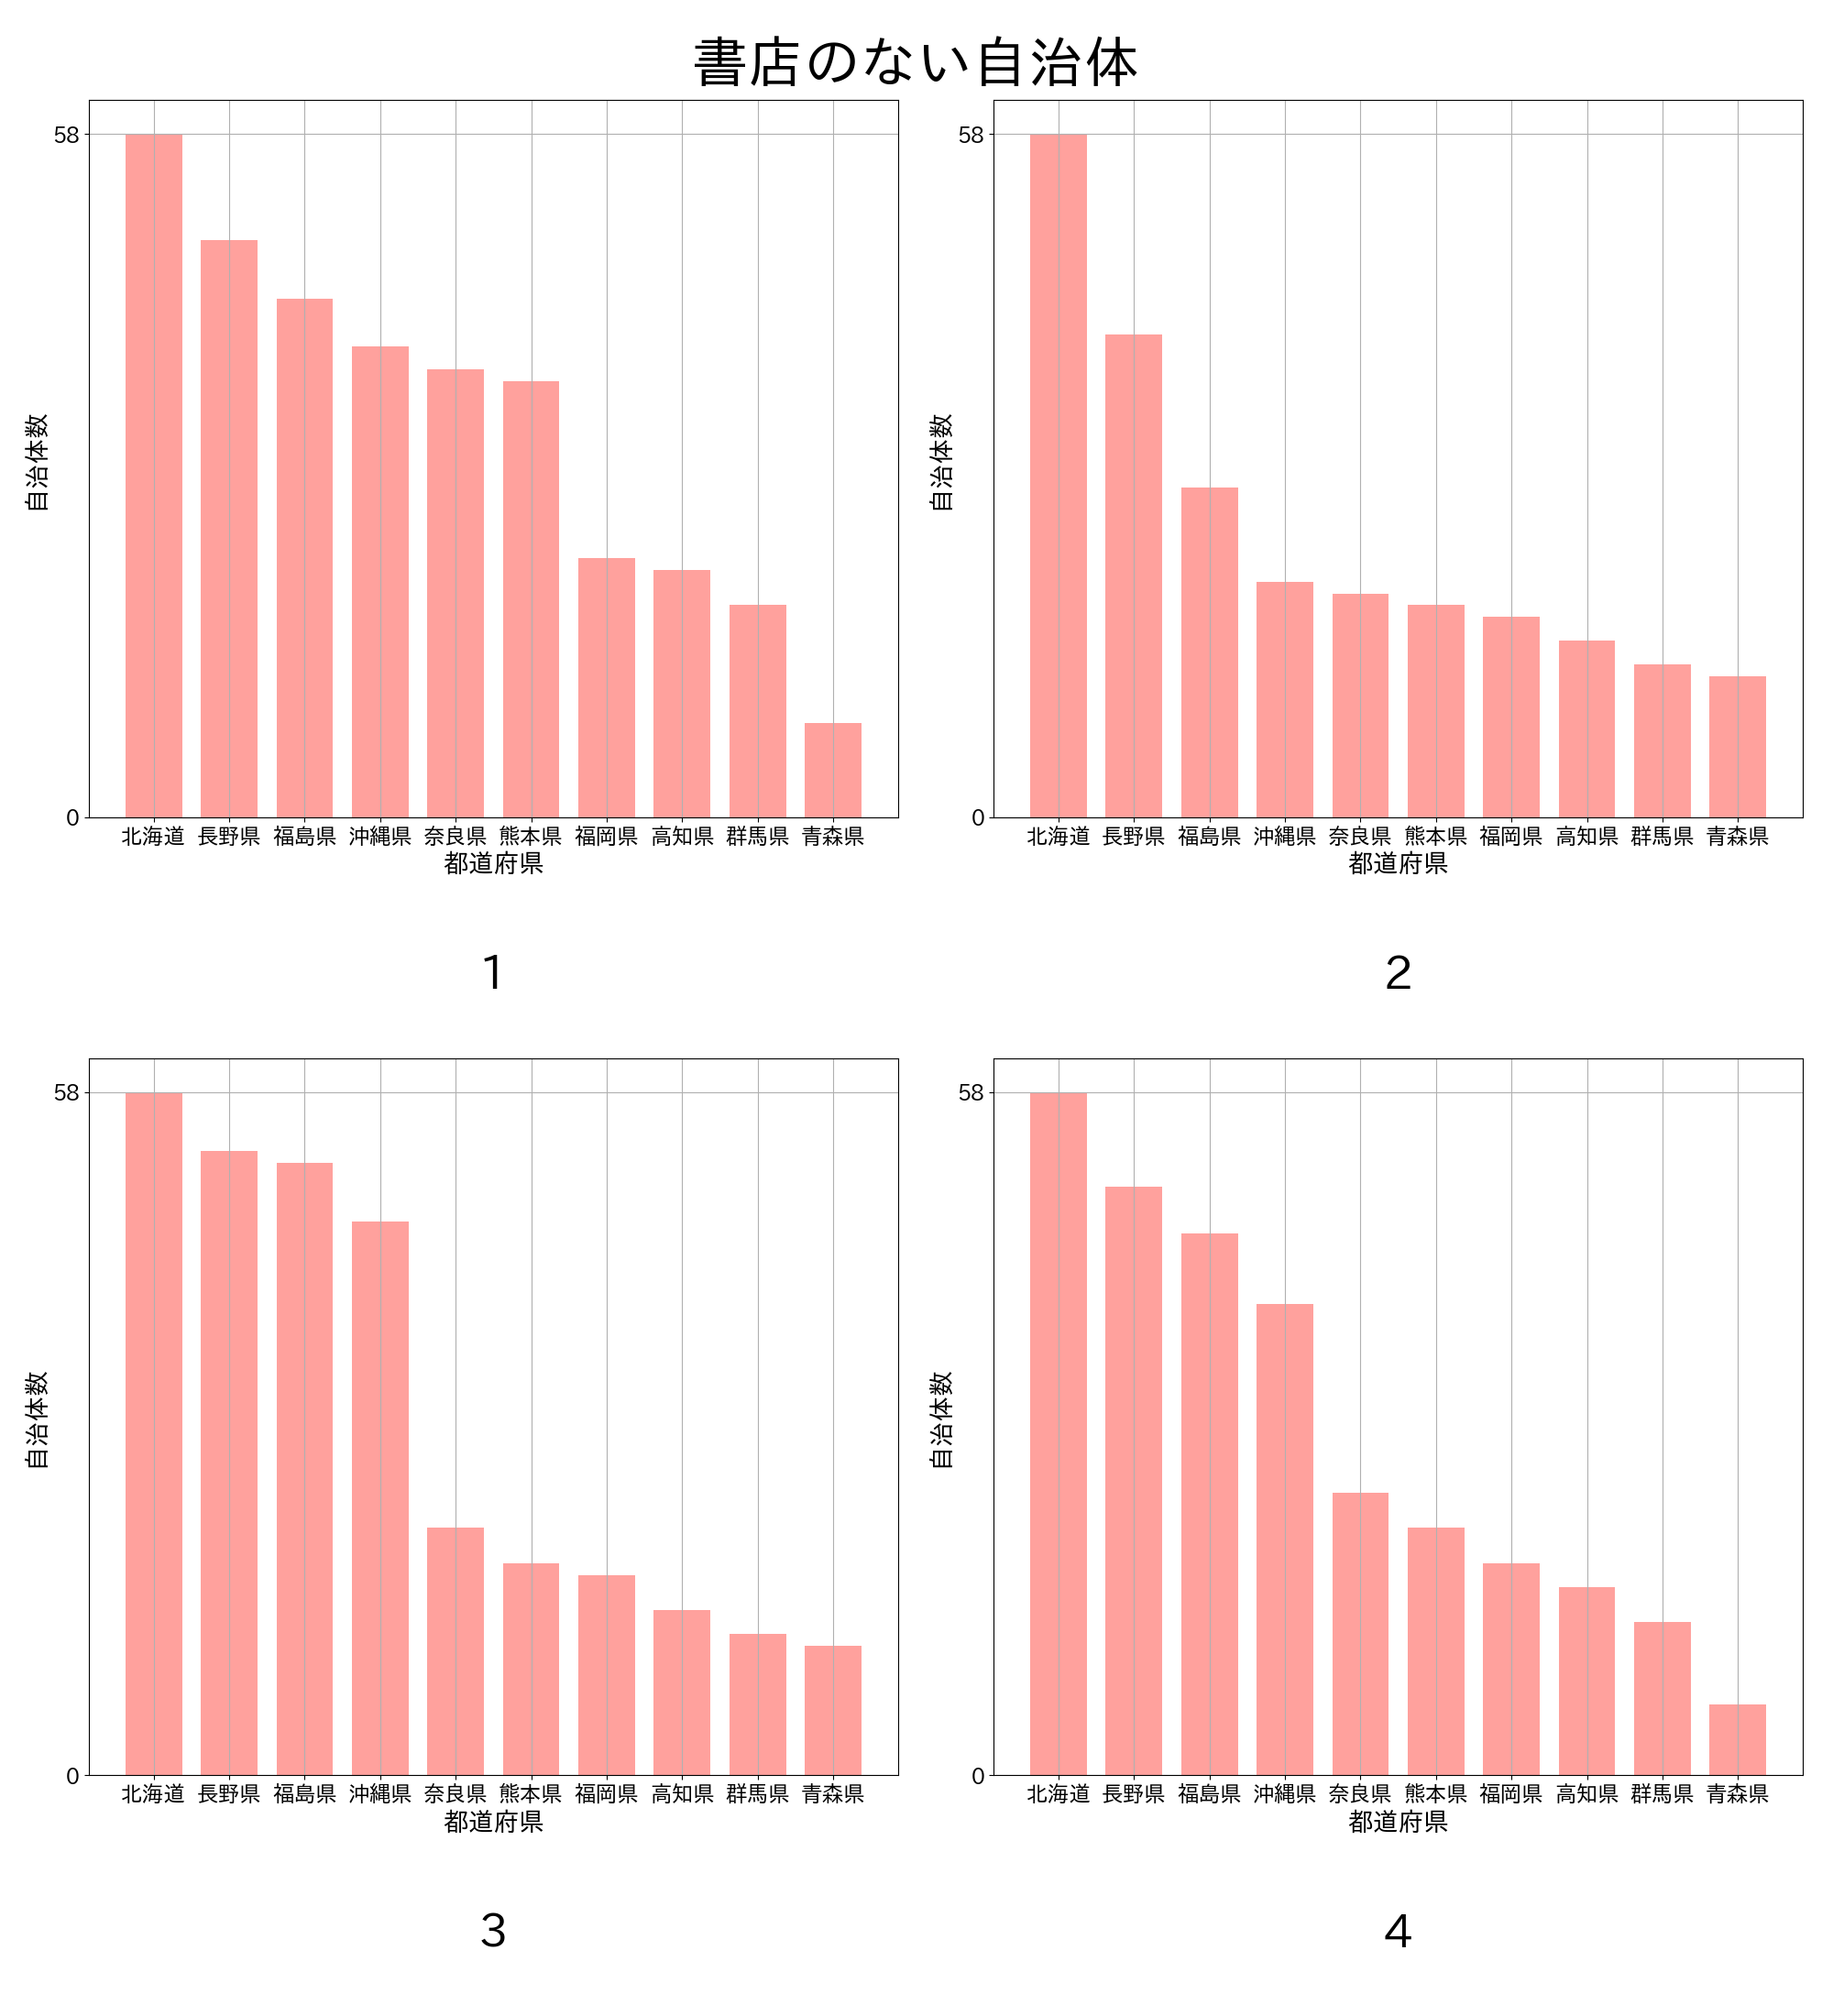 書店のない自治体
58
0
自治体数
北海道 長野県 福島県 沖縄県 奈良県 熊本県 福岡県 高知県 群馬県 青森県
都道府県
1
58
0
自治体数
北海道 長野県 福島県 沖縄県 奈良県 熊本県 福岡県 高知県 群馬県 青森県
都道府県
2
58
0
自治体数
北海道 長野県 福島県 沖縄県 奈良県 熊本県 福岡県 高知県 群馬県 青森県
都道府県
3
58
0
自治体数
北海道 長野県 福島県 沖縄県 奈良県 熊本県 福岡県 高知県 群馬県 青森県
都道府県
4